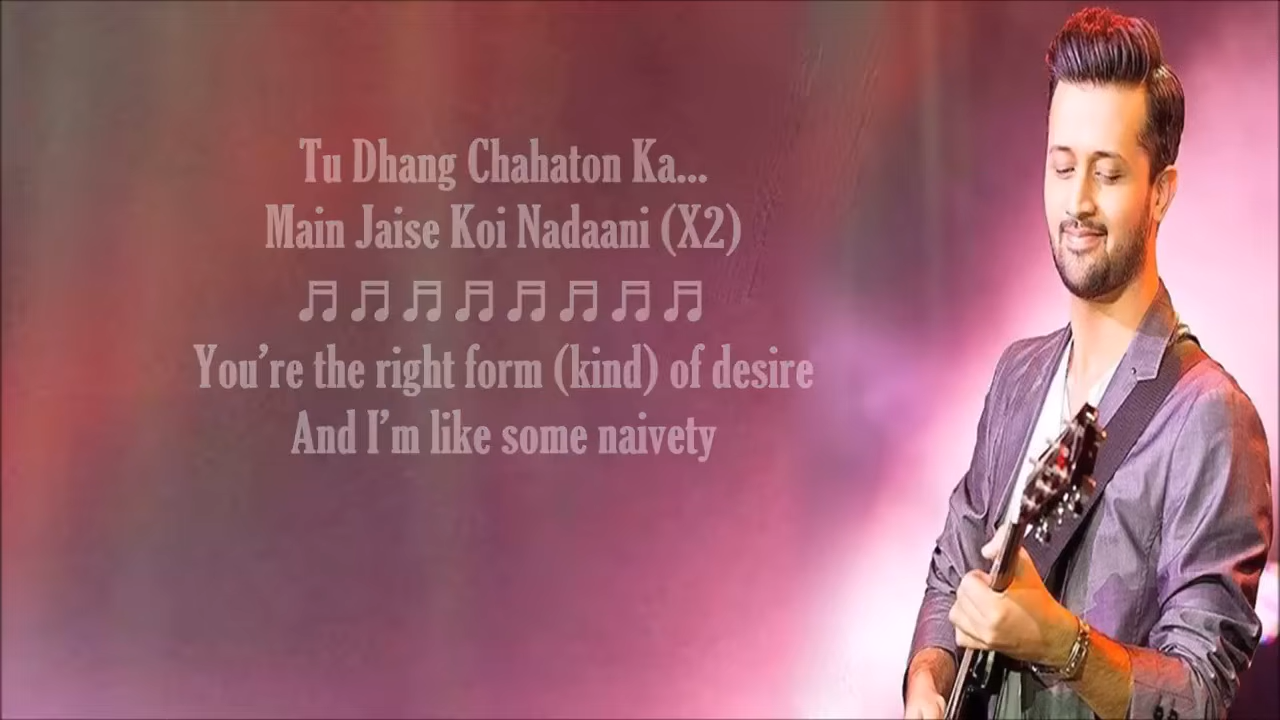 Tu Dhang Chahaton Ka...
Main Jaise Koi Nadaani (X2)
♬♬♬♬♬♬♬♬
You’re the right form (kind) of desire
And I’m like some naivety